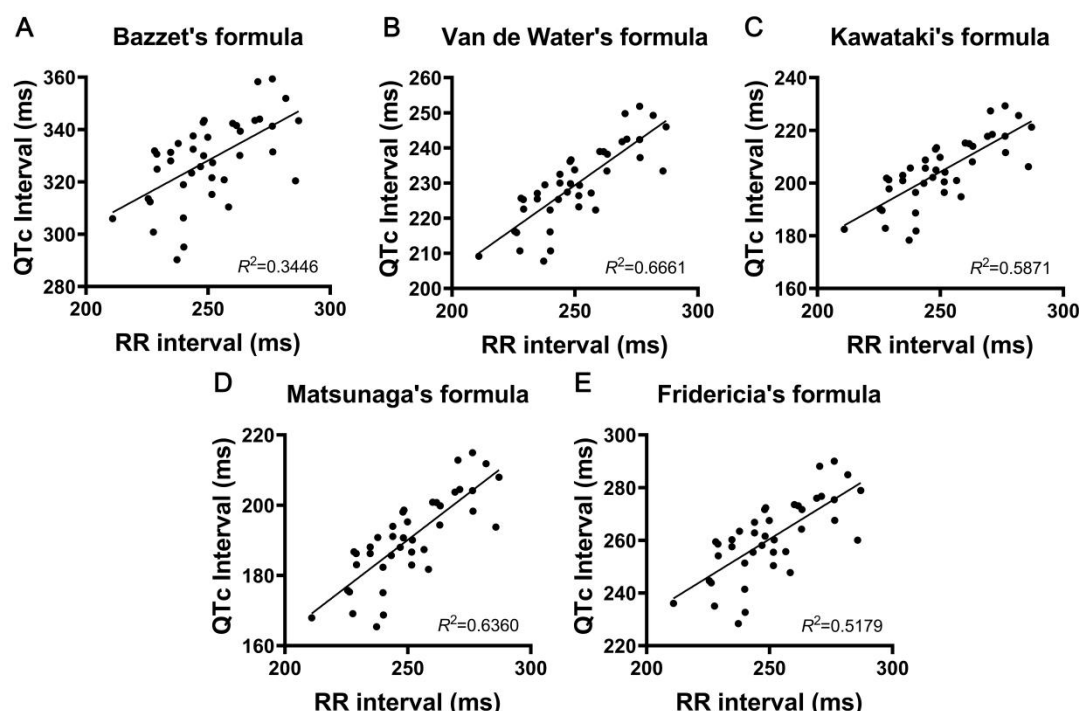 A
Bazzet's formula
QTc Interval (ms)
360
340
320
300
280
R²=0.3446
200
250
300
RR interval (ms)
B
Van de Water's formula
QTc Interval (ms)
260
250
240
230
220
210
200
R²=0.6661
200
250
300
RR interval (ms)
C
Kawataki's formula
QTc Interval (ms)
240
220
200
180
160
R²=0.5871
200
250
300
RR interval (ms)
D
Matsunaga's formula
QTc Interval (ms)
220
200
180
160
R²=0.6360
200
250
300
RR interval (ms)
E
Fridericia's formula
QTc Interval (ms)
300
280
260
240
220
R²=0.5179
200
250
300
RR interval (ms)